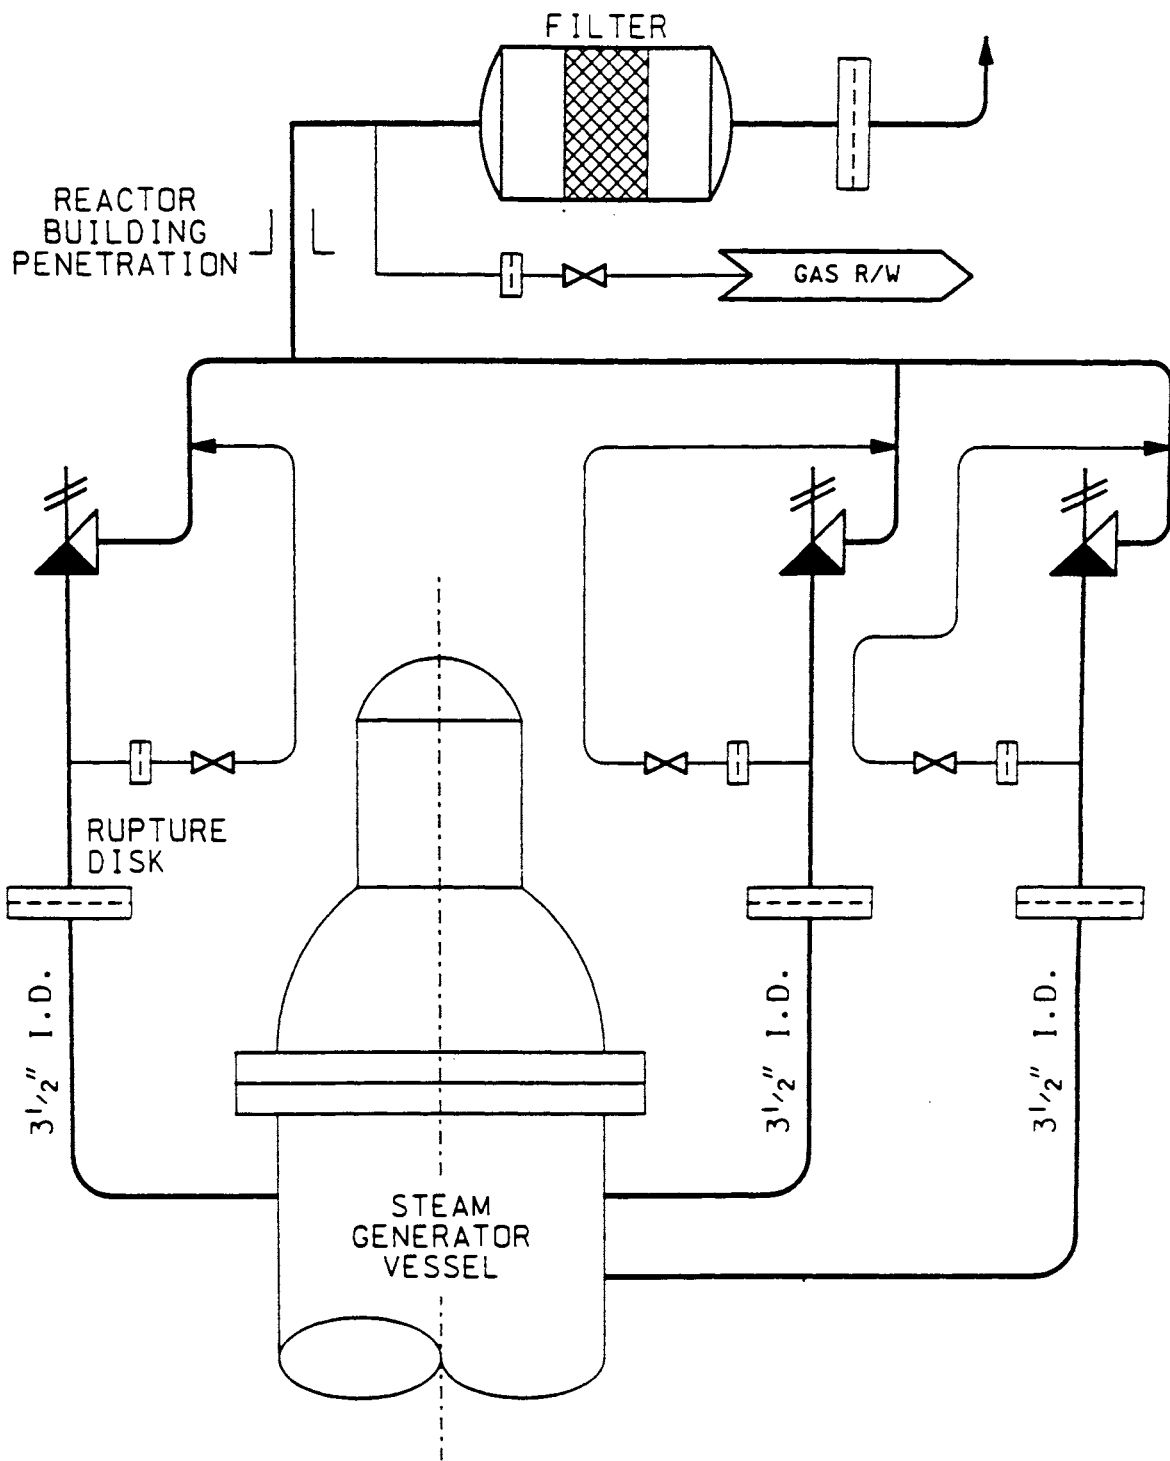 FILTER
REACTOR
BUILDING
PENETRATION
GAS R/W
RUPTURE
DISK
3 1/2" I.D.
3 1/2" I.D.
3 1/2" I.D.
STEAM
GENERATOR
VESSEL